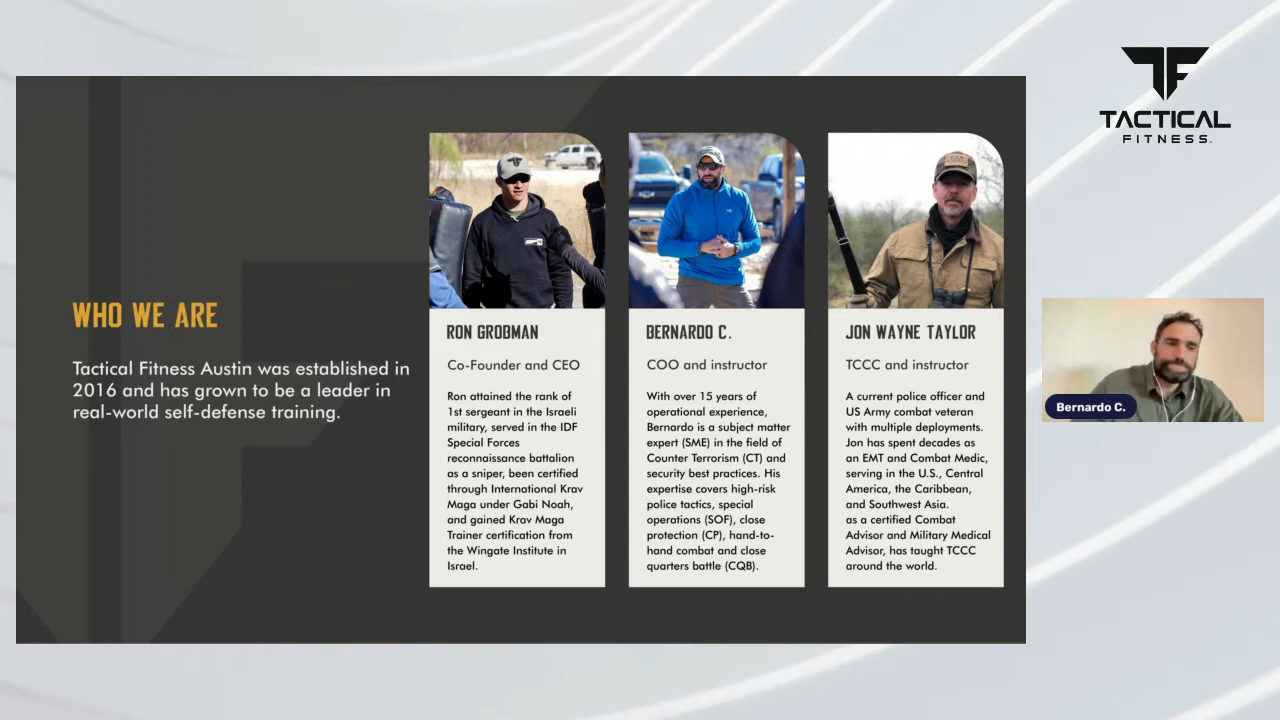 TACTICAL
FITNESS
WHO WE ARE
Tactical Fitness Austin was established in
2016 and has grown to be a leader in
real-world self-defense training.
RON GROBMAN
Co-Founder and CEO
Ron attained the rank of
1st sergeant in the Israeli
military, served in the IDF
Special Forces
reconnaissance battalion
as a sniper, been certified
through International Krav
Maga under Gabi Noah,
and gained Krav Maga
Trainer certification from
the Wingate Institute in
Israel.
BERNARDO C.
COO and instructor
With over 15 years of
operational experience,
Bernardo is a subject matter
expert (SME) in the field of
Counter Terrorism (CT) and
security best practices. His
expertise covers high-risk
police tactics, special
operations (SOF), close
protection (CP), hand-to-
hand combat and close
quarters battle (CQB).
JON WAYNE TAYLOR
TCCC and instructor
A current police officer and
US Army combat veteran
with multiple deployments.
Jon has spent decades as
an EMT and Combat Medic,
serving in the U.S., Central
America, the Caribbean,
and Southwest Asia.
as a certified Combat
Advisor and Military Medical
Advisor, has taught TCCC
around the world.
Bernardo C.